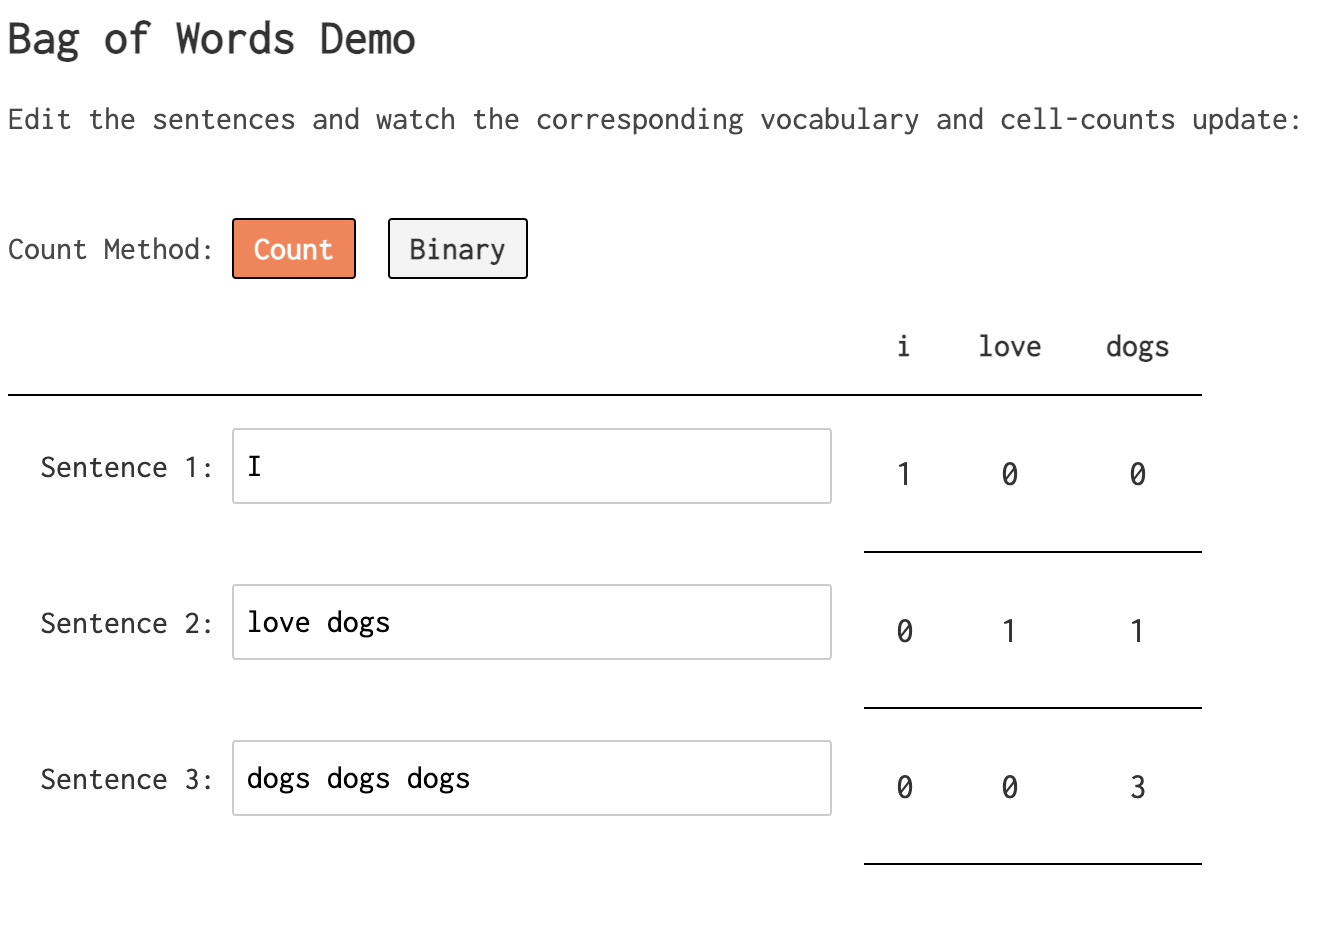 Bag of Words Demo
Edit the sentences and watch the corresponding vocabulary and cell-counts update:
Count Method: Count Binary
i love dogs
Sentence 1: I 1 0 0
Sentence 2: love dogs 0 1 1
Sentence 3: dogs dogs dogs 0 0 3